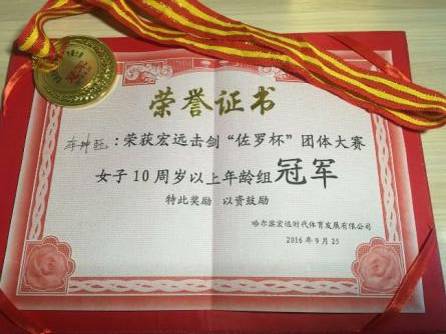 荣誉证书
：荣获宏远击剑“佐罗杯”团体大赛
女子10周岁以上年龄组冠军
特此奖励 以资鼓励
哈尔滨宏远时代体育发展有限公司
2016年9月25